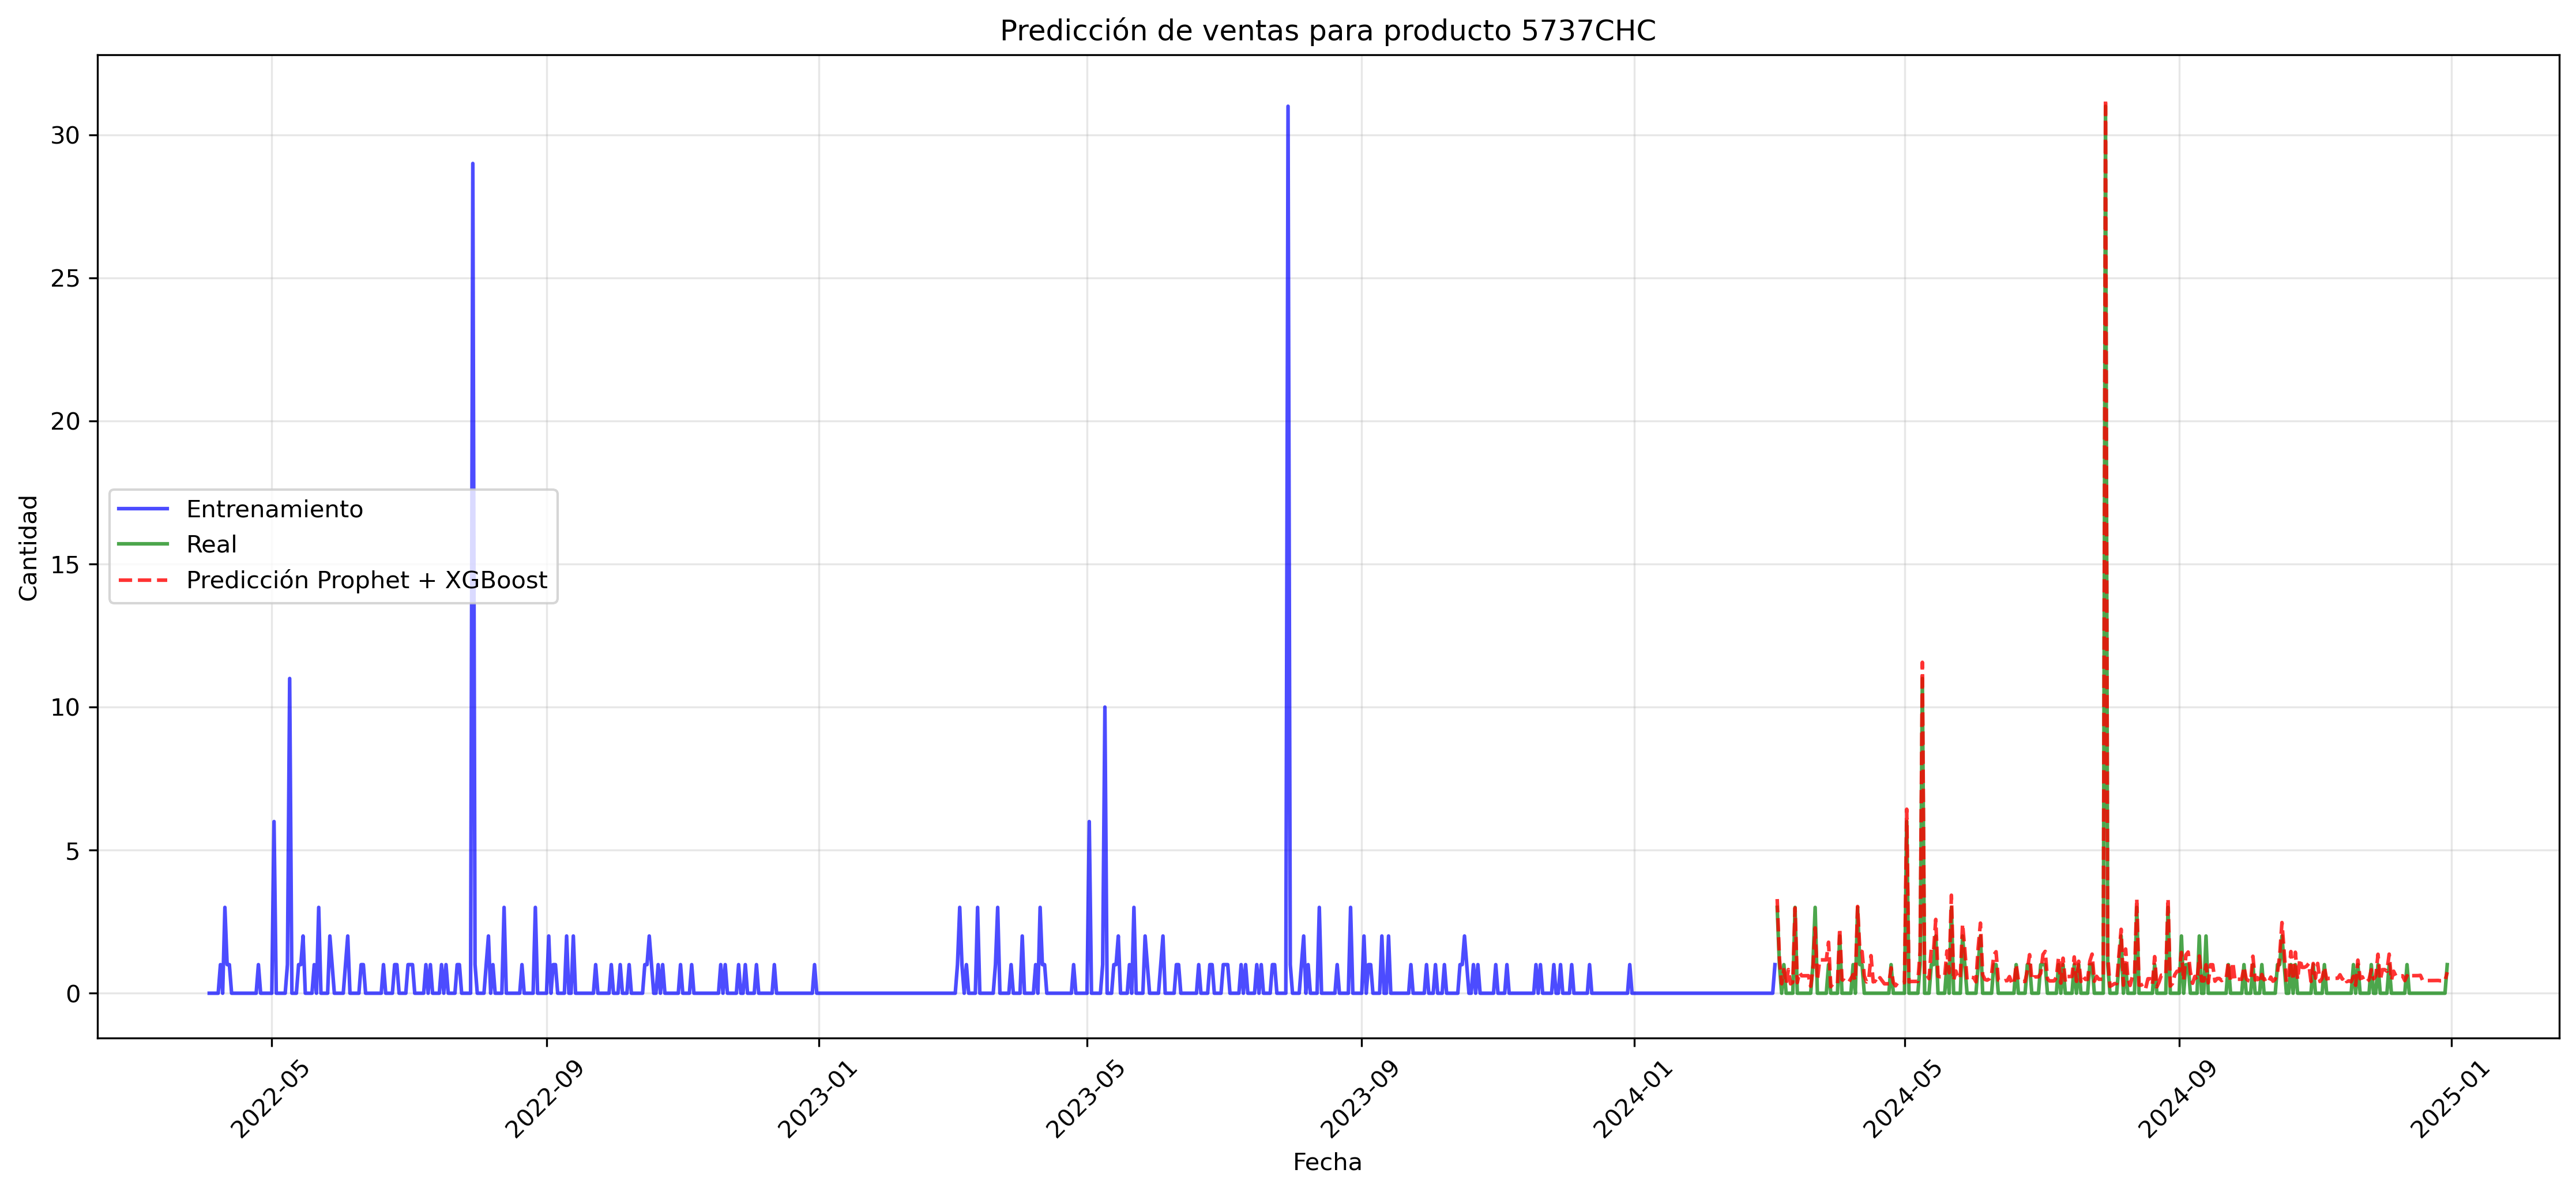 Predicción de ventas para producto 5737CHC
Cantidad
30
25
20
15
10
5
0
Entrenamiento
Real
Predicción Prophet + XGBoost
2022-05
2022-09
2023-01
2023-05
2023-09
2024-01
2024-05
2024-09
2025-01
Fecha